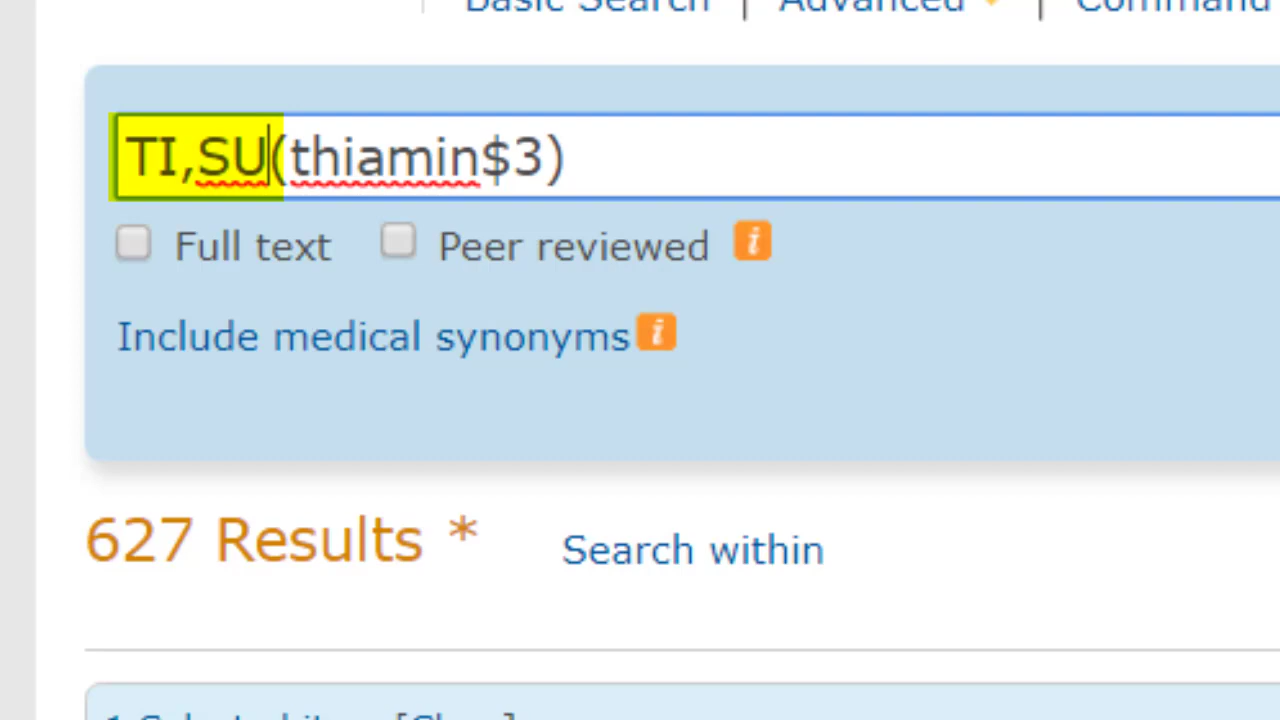 Basic Search | Advanced | Command
TI,SU(thiamin$3)
Full text Peer reviewed i
Include medical synonyms i
627 Results * Search within